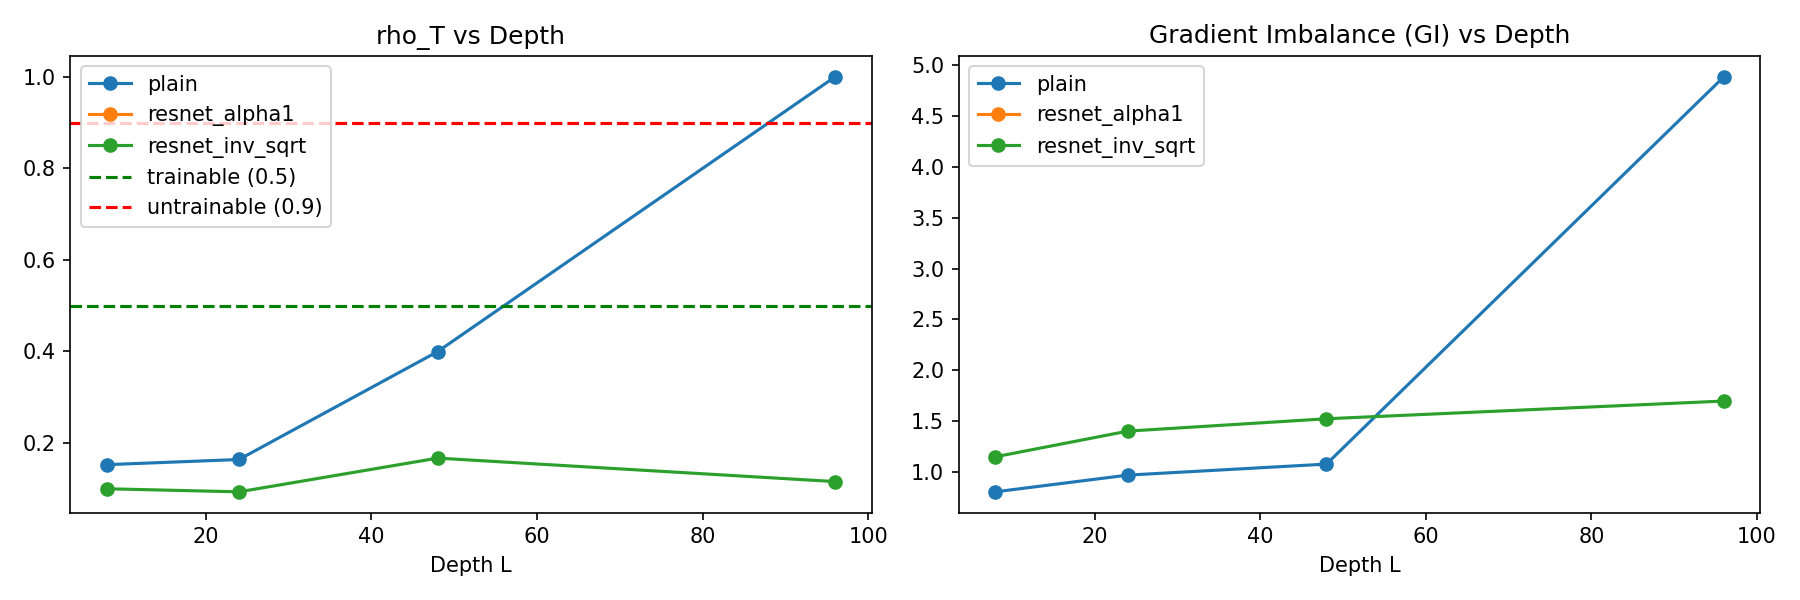 rho_T vs Depth
1.0
0.8
0.6
0.4
0.2
plain
resnet_alpha1
resnet_inv_sqrt
trainable (0.5)
untrainable (0.9)
20 40 60 80 100
Depth L
Gradient Imbalance (GI) vs Depth
5.0
4.5
4.0
3.5
3.0
2.5
2.0
1.5
1.0
plain
resnet_alpha1
resnet_inv_sqrt
20 40 60 80 100
Depth L